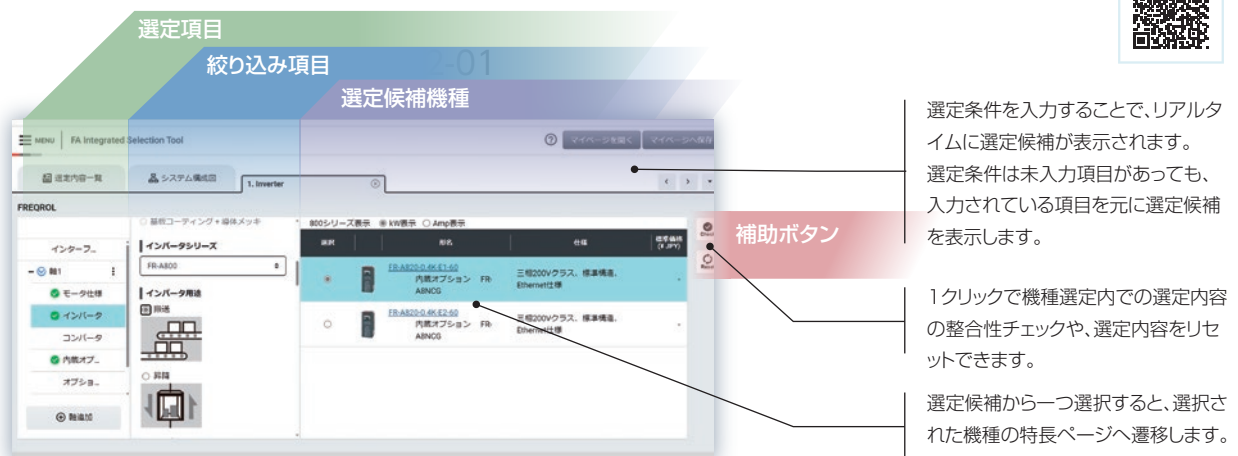 選定項目
絞り込み項目
2-01
選定候補機種
MENU
FA Integrated Selection Tool
マイページを開く
マイページへ保存
選定内容一覧
システム構成図
1. Inverter
FREQROL
基板コーティング+導体メッキ
800シリーズ表示
kW表示
Amp表示
インターフ...
軸1
モータ仕様
インバータ
コンバータ
内蔵オプ...
オプショ...
軸追加
インバータシリーズ
FR-A800
インバータ用途
搬送
昇降
選択
形名
仕様
標準価格
(¥JPY)
FR-A820-0.4K-E1-60
内蔵オプション FR-
A8NCG
三相200Vクラス、標準構造、
Ethernet仕様
-
FR-A820-0.4K-E2-60
内蔵オプション FR-
A8NCG
三相200Vクラス、標準構造、
Ethernet仕様
-
Check
Reset
補助ボタン
選定条件を入力することで、リアルタ
イムに選定候補が表示されます。
選定条件は未入力項目があっても、
入力されている項目を元に選定候補
を表示します。
1クリックで機種選定内での選定内容
の整合性チェックや、選定内容をリセ
ットできます。
選定候補から一つ選択すると、選択さ
れた機種の特長ページへ遷移します。